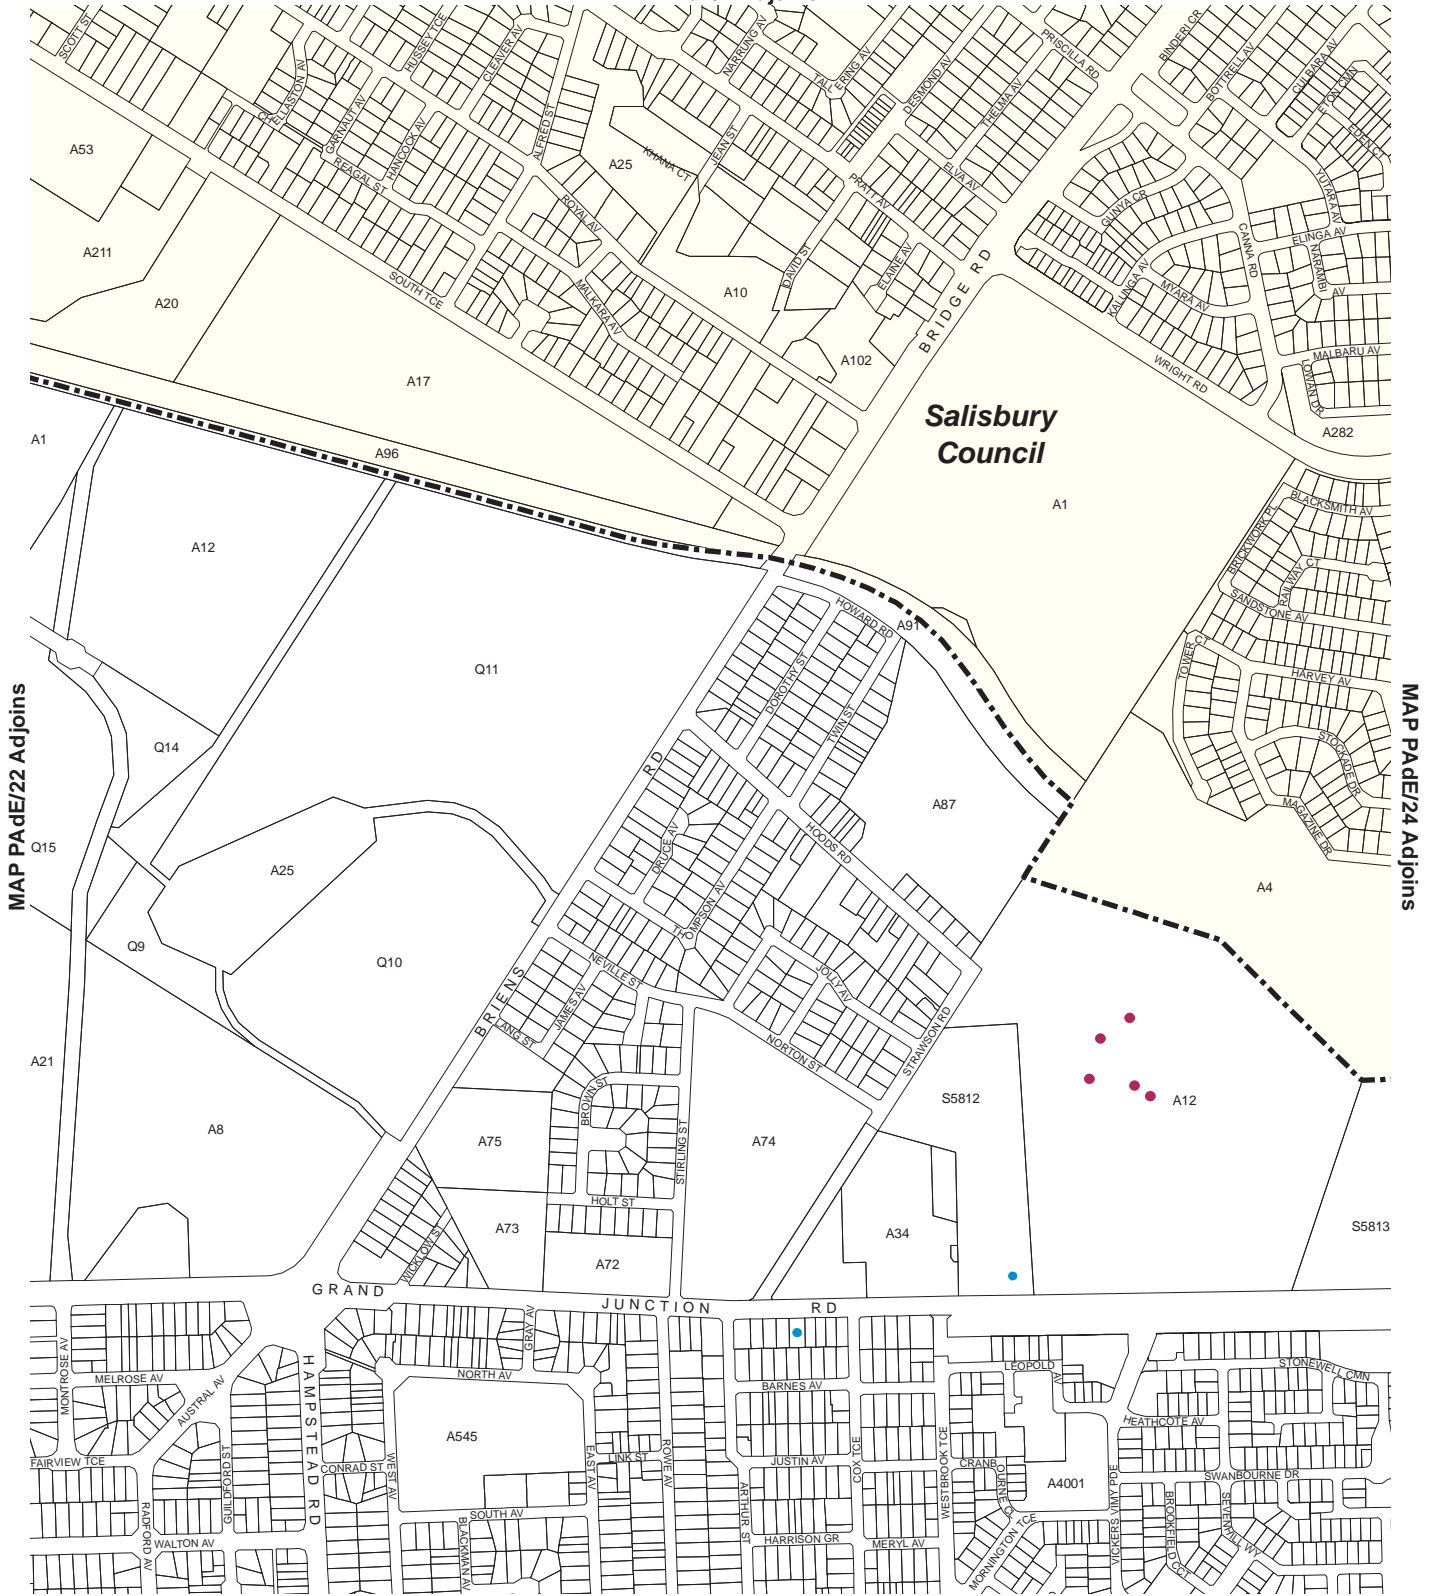 SCOTT ST
HUSSEY TCE
CLEAVER AV
NARRUNG AV
TALLERING AV
DESMOND AV
PRISCILLA RD
THELMA AV
BINDERI CR
BOTTRELL AV
CULBARA AV
ETON CMN
EDEN CT
CHELLASTON AV
GARNAUT AV
HANCOCK AV
REAGAL ST
ALFRED ST
A53
A25
KHANA CT
JEAN ST
PRATT AV
ELVA AV
GUNYA CR
YUTARA AV
ROYAL AV
A211
CANNA RD
ELINGA AV
NARAMBI
AV
DAVID ST
ELAINE AV
KALUNGA AV
MYARA AV
SOUTH TCE
MALKARA AV
A10
A20
BRIDGE RD
A102
WRIGHT RD
MALBARU AV
LOWAN DR
A17
Salisbury
Council
A282
A1
A96
A1
BLACKSMITH AV
BRICKWORK PL
RAILWAY CT
SANDSTONE AV
A12
HOWARD RD
A91
TOWER CT
HARVEY AV
Q11
DOROTHY ST
TWIN ST
STOCKADE DR
MAGAZINE DR
MAP PAdE/22 Adjoins
MAP PAdE/24 Adjoins
Q14
RD
A87
Q15
DRUCE AV
HOODS RD
A25
A4
THOMPSON AV
Q9
Q10
NEVILLE ST
JOLLY AV
BRIENS
JAMES AV
LANG ST
NORTON ST
STRAWSON RD
A21
BROWN ST
S5812
A12
A8
A75
STIRLING ST
A74
HOLT ST
A73
A34
S5813
WICKLOW ST
A72
GRAND
JUNCTION
RD
MONTROSE AV
MELROSE AV
AUSTRAL AV
HAMPSTEAD RD
GRAY AV
NORTH AV
BARNES AV
LEOPOLD
AV
STONEWELL CMN
HEATHCOTE AV
A545
FAIRVIEW TCE
GUILDFORD ST
CONRAD ST
WEST AV
EAST AV
INK ST
ROWE AV
JUSTIN AV
COX TCE
WESTBROOK TCE
CRANBOURNE C
A4001
SWANBOURNE DR
RADFORD AV
WALTON AV
SOUTH AV
BLACKMAN AV
ARTHUR ST
HARRISON GR
MERYL AV
MORNINGTON TCE
VICKERS VIMY PDE
BROOKFIELD CCT
SEVENHILL WY